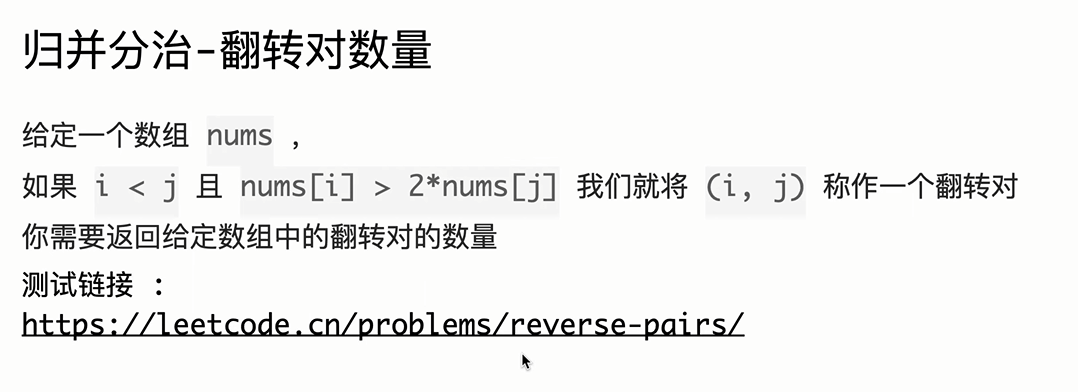 归并分治-翻转对数量
给定一个数组 nums ,
如果 i < j 且 nums[i] > 2*nums[j] 我们就将 (i, j) 称作一个翻转对
你需要返回给定数组中的翻转对的数量
测试链接 :
https://leetcode.cn/problems/reverse-pairs/